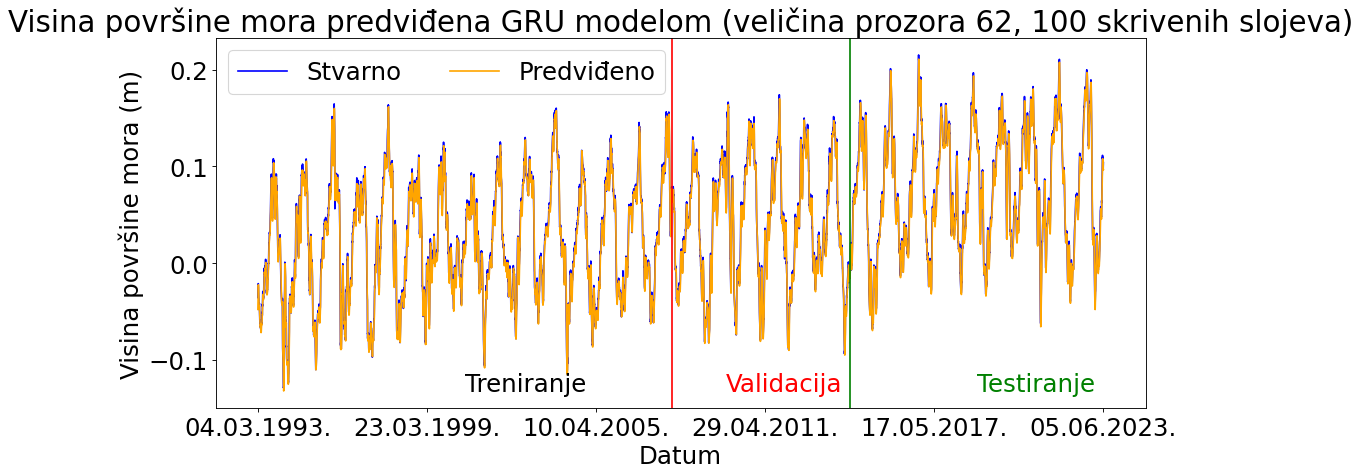 Visina površine mora predviđena GRU modelom (veličina prozora 62, 100 skrivenih slojeva)
Stvarno Predviđeno
Visina površine mora (m)
0.2
0.1
0.0
−0.1
Treniranje Validacija Testiranje
04.03.1993. 23.03.1999. 10.04.2005. 29.04.2011. 17.05.2017. 05.06.2023.
Datum